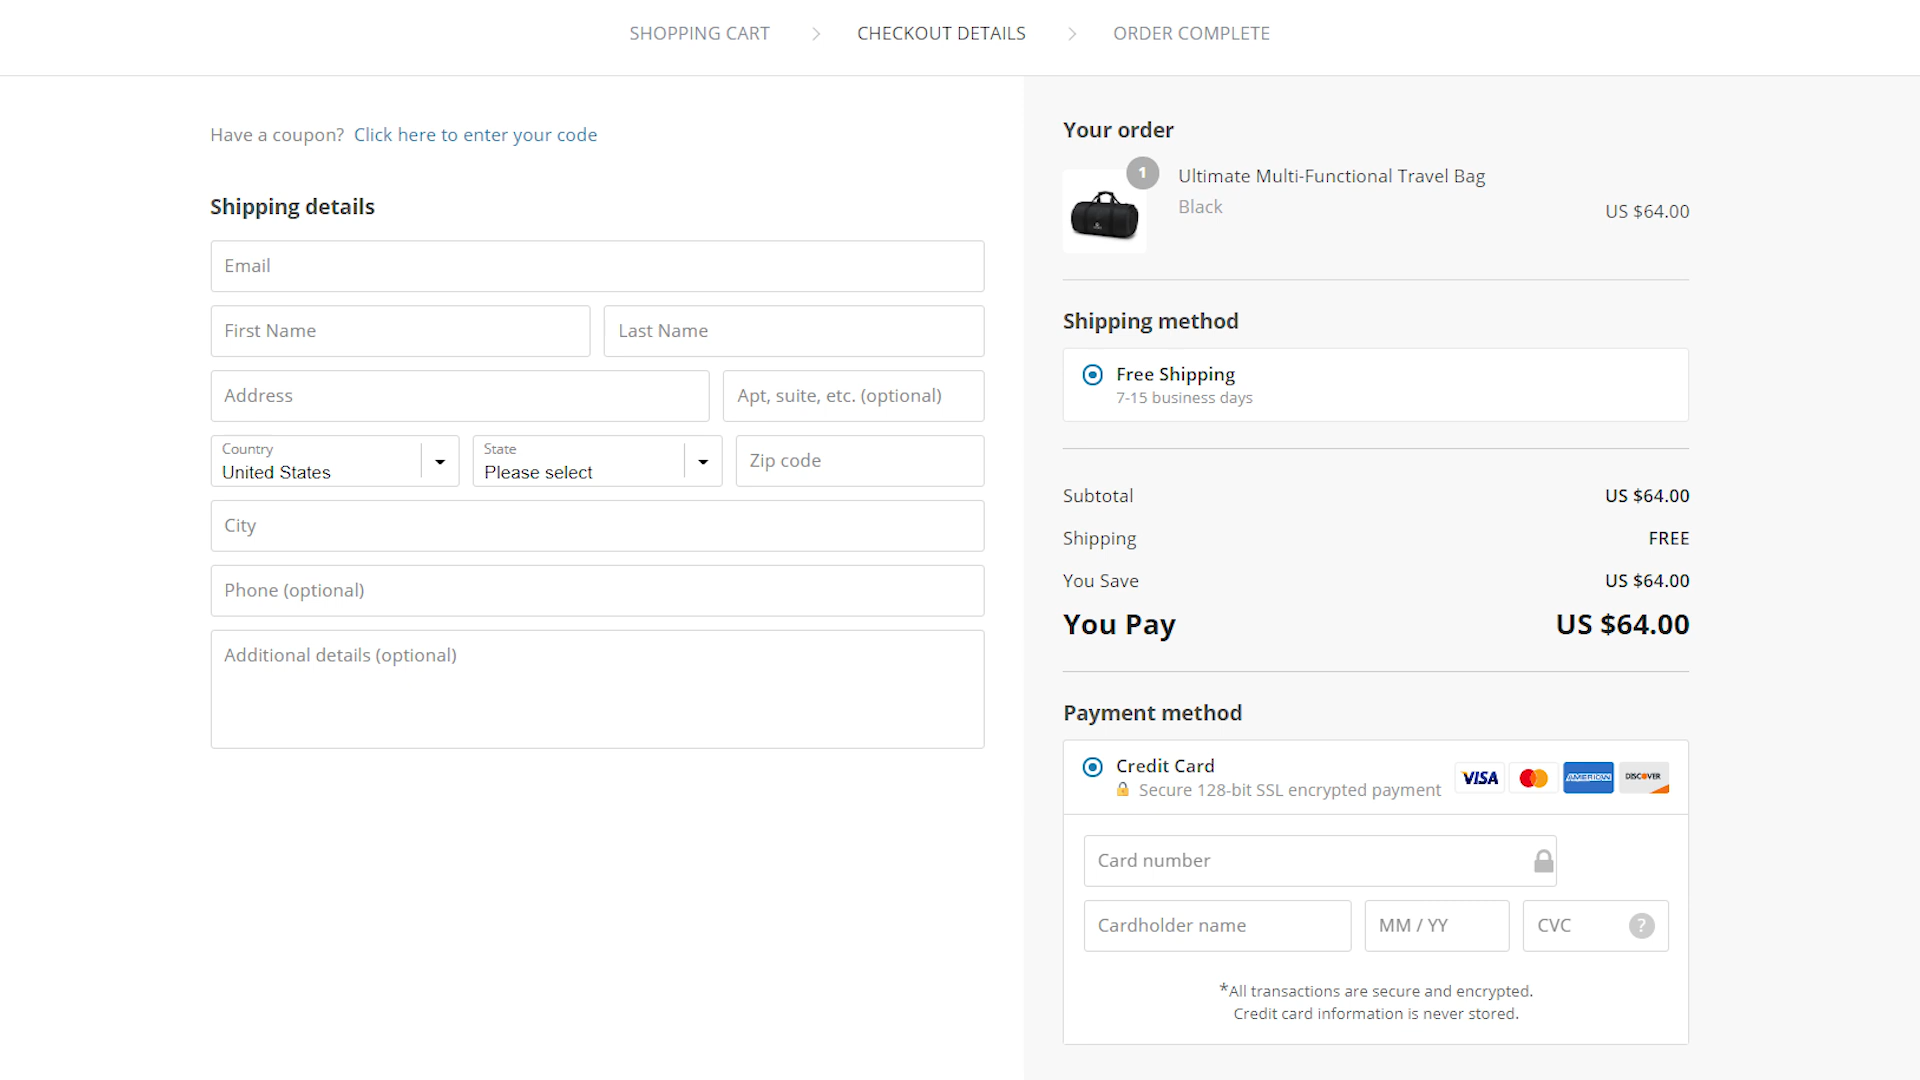 SHOPPING CART
CHECKOUT DETAILS
ORDER COMPLETE
Have a coupon? Click here to enter your code
Shipping details
Email
First Name
Last Name
Address
Apt, suite, etc. (optional)
Country
United States
State
Please select
Zip code
City
Phone (optional)
Additional details (optional)
Your order
1
Ultimate Multi-Functional Travel Bag
Black
US $64.00
Shipping method
Free Shipping
7-15 business days
Subtotal US $64.00
Shipping FREE
You Save US $64.00
You Pay US $64.00
Payment method
Credit Card
Secure 128-bit SSL encrypted payment
VISA
AMERICAN
DISCOVER
Card number
Cardholder name
MM / YY
CVC
?
*All transactions are secure and encrypted.
Credit card information is never stored.